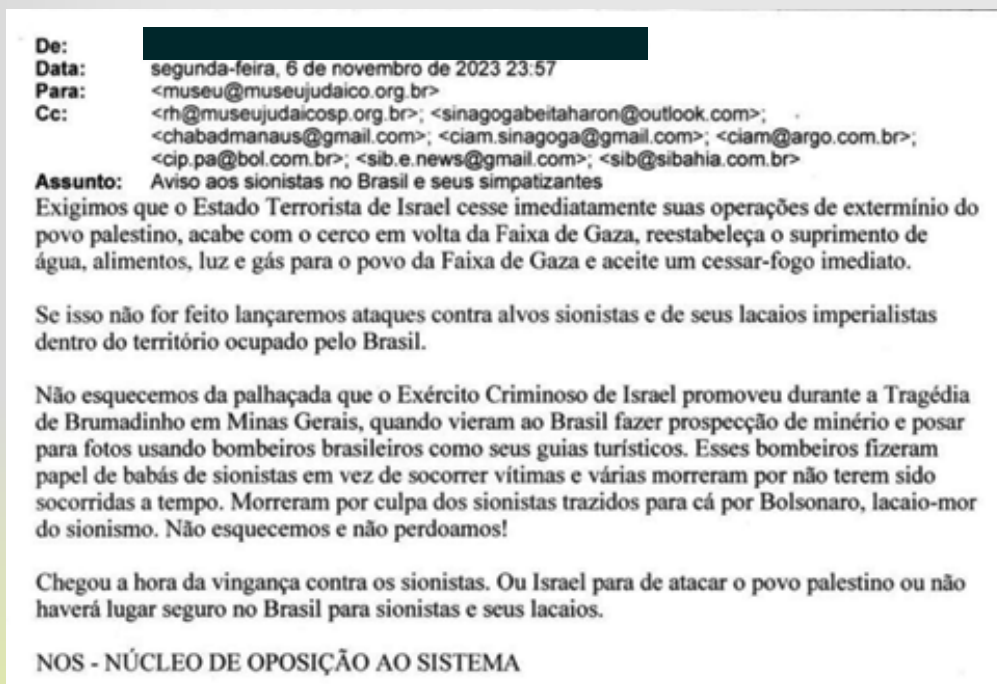 De:
Data: segunda-feira, 6 de novembro de 2023 23:57
Para: <museu@museujudaico.org.br>
Cc: <rh@museujudaicosp.org.br>; <sinagogabeitaharon@outlook.com>;
<chabadmanaus@gmail.com>; <ciam.sinagoga@gmail.com>; <ciam@argo.com.br>;
<cip.pa@bol.com.br>; <sib.e.news@gmail.com>; <sib@sibahia.com.br>
Assunto: Aviso aos sionistas no Brasil e seus simpatizantes
Exigimos que o Estado Terrorista de Israel cesse imediatamente suas operações de extermínio do
povo palestino, acabe com o cerco em volta da Faixa de Gaza, reestabeleça o suprimento de
água, alimentos, luz e gás para o povo da Faixa de Gaza e aceite um cessar-fogo imediato.
Se isso não for feito lançaremos ataques contra alvos sionistas e de seus lacaios imperialistas
dentro do território ocupado pelo Brasil.
Não esquecemos da palhaçada que o Exército Criminoso de Israel promoveu durante a Tragédia
de Brumadinho em Minas Gerais, quando vieram ao Brasil fazer prospecção de minério e posar
para fotos usando bombeiros brasileiros como seus guias turísticos. Esses bombeiros fizeram
papel de babás de sionistas em vez de socorrer vítimas e várias morreram por não terem sido
socorridas a tempo. Morreram por culpa dos sionistas trazidos para cá por Bolsonaro, lacaio-mor
do sionismo. Não esquecemos e não perdoamos!
Chegou a hora da vingança contra os sionistas. Ou Israel para de atacar o povo palestino ou não
haverá lugar seguro no Brasil para sionistas e seus lacaios.
NOS - NÚCLEO DE OPOSIÇÃO AO SISTEMA